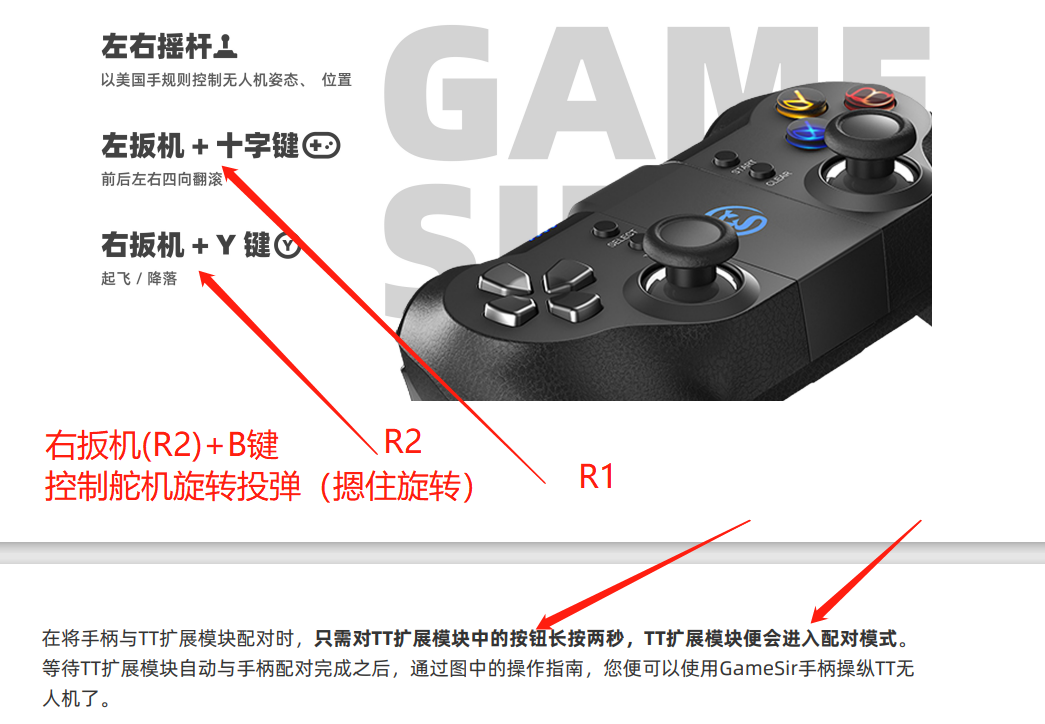 GAME
SI
左右摇杆
以美国手规则控制无人机姿态、 位置
左扳机 + 十字键
前后左右四向翻滚
右扳机 + Y 键 Y
起飞 / 降落
Y
B
X
START
CLEAR
SELECT
右扳机(R2)+B键
R2
控制舵机旋转投弹（摁住旋转）
R1
在将手柄与TT扩展模块配对时，只需对TT扩展模块中的按钮长按两秒，TT扩展模块便会进入配对模式。
等待TT扩展模块自动与手柄配对完成之后，通过图中的操作指南，您便可以使用GameSir手柄操纵TT无
人机了。